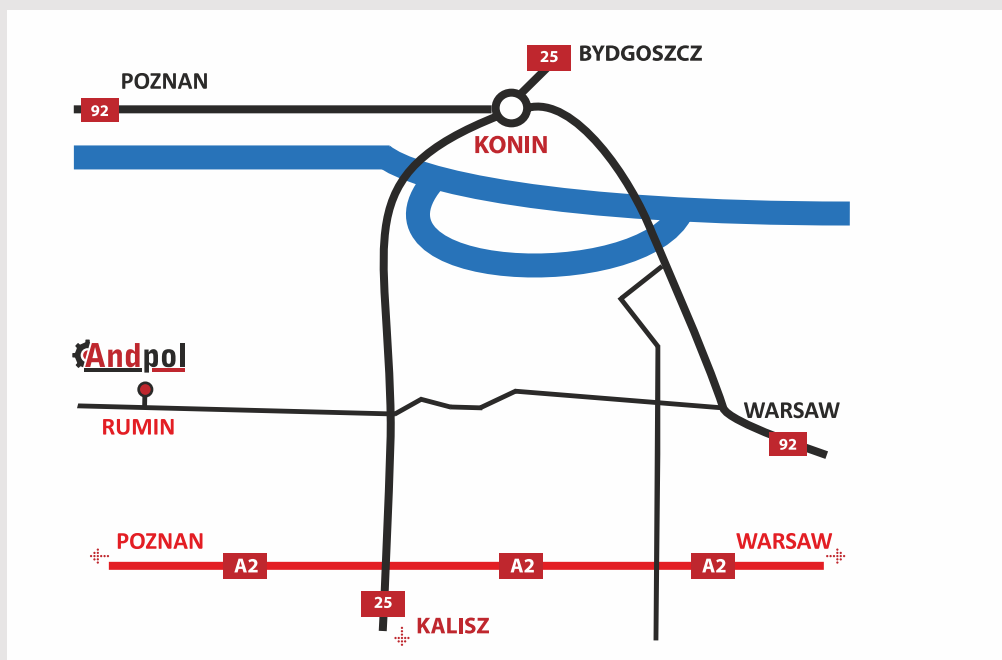 25 BYDGOSZCZ
POZNAN
92
KONIN
Andpol
RUMIN
WARSAW
92
POZNAN
WARSAW
A2 A2 A2
25
KALISZ